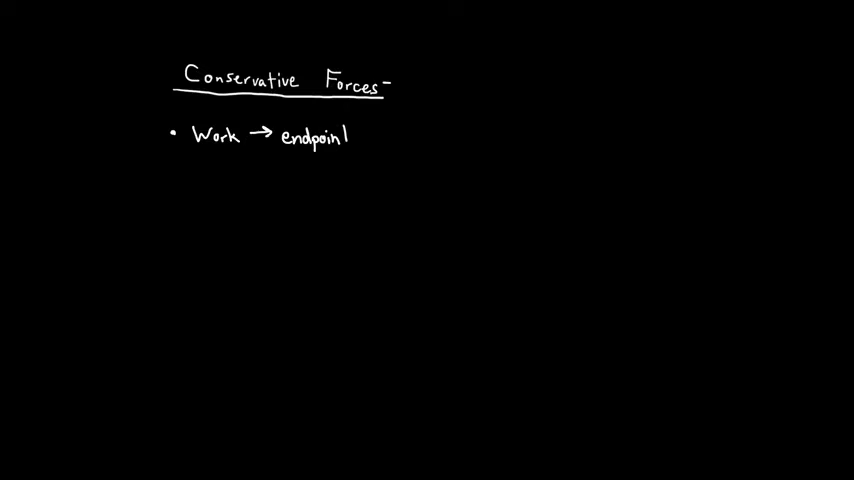 Conservative Forces -
• Work → endpoint